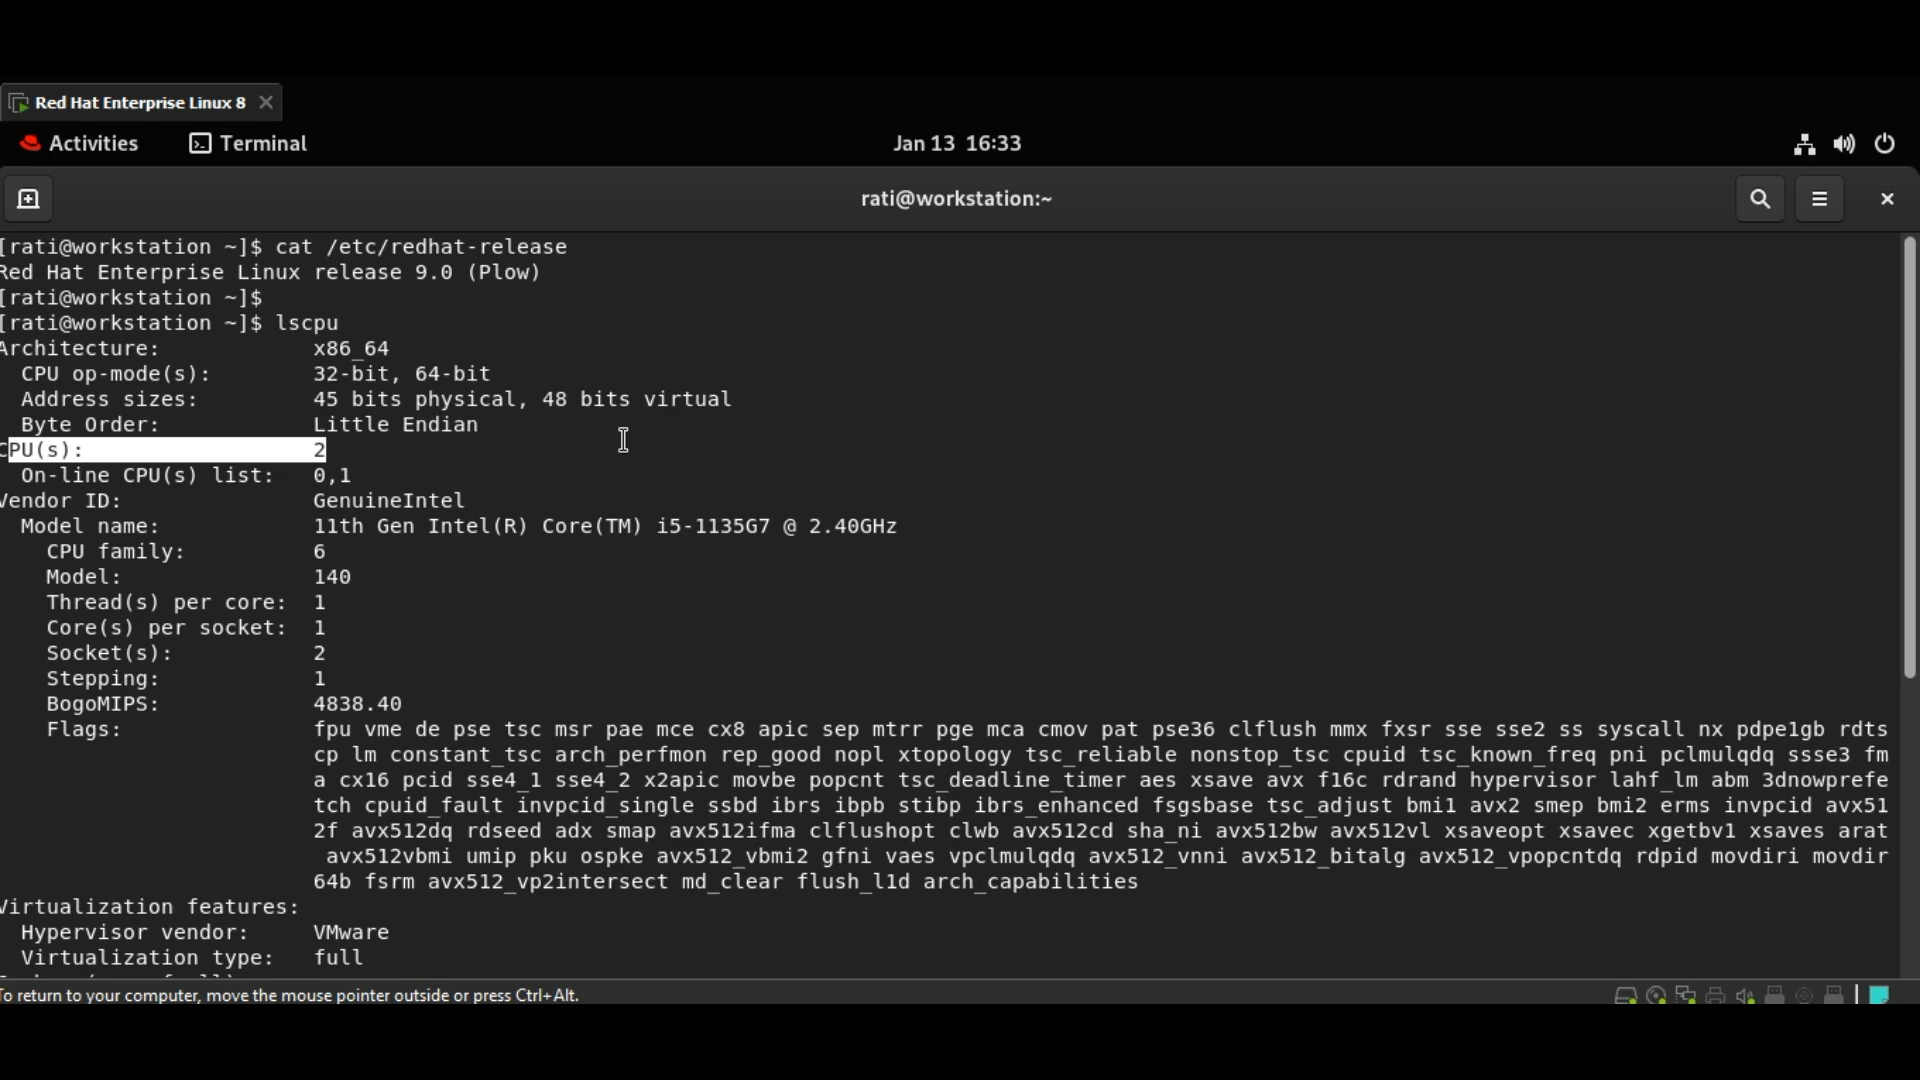 Red Hat Enterprise Linux 8
Activities
Terminal
Jan 13 16:33
rati@workstation:~
[rati@workstation ~]$ cat /etc/redhat-release
Red Hat Enterprise Linux release 9.0 (Plow)
[rati@workstation ~]$
[rati@workstation ~]$ lscpu
Architecture: x86_64
CPU op-mode(s): 32-bit, 64-bit
Address sizes: 45 bits physical, 48 bits virtual
Byte Order: Little Endian
CPU(s): 2
On-line CPU(s) list: 0,1
Vendor ID: GenuineIntel
Model name: 11th Gen Intel(R) Core(TM) i5-1135G7 @ 2.40GHz
CPU family: 6
Model: 140
Thread(s) per core: 1
Core(s) per socket: 1
Socket(s): 2
Stepping: 1
BogoMIPS: 4838.40
Flags: fpu vme de pse tsc msr pae mce cx8 apic sep mtrr pge mca cmov pat pse36 clflush mmx fxsr sse sse2 ss syscall nx pdpe1gb rdts
cp lm constant_tsc arch_perfmon rep_good nopl xtopology tsc_reliable nonstop_tsc cpuid tsc_known_freq pni pclmulqdq ssse3 fm
a cx16 pcid sse4_1 sse4_2 x2apic movbe popcnt tsc_deadline_timer aes xsave avx f16c rdrand hypervisor lahf_lm abm 3dnowprefe
tch cpuid_fault invpcid_single ssbd ibrs ibpb stibp ibrs_enhanced fsgsbase tsc_adjust bmi1 avx2 smep bmi2 erms invpcid avx51
2f avx512dq rdseed adx smap avx512ifma clflushopt clwb avx512cd sha_ni avx512bw avx512vl xsaveopt xsavec xgetbv1 xsaves arat
avx512vbmi umip pku ospke avx512_vbmi2 gfni vaes vpclmulqdq avx512_vnni avx512_bitalg avx512_vpopcntdq rdpid movdiri movdir
64b fsrm avx512_vp2intersect md_clear flush_l1d arch_capabilities
Virtualization features:
Hypervisor vendor: VMware
Virtualization type: full
To return to your computer, move the mouse pointer outside or press Ctrl+Alt.